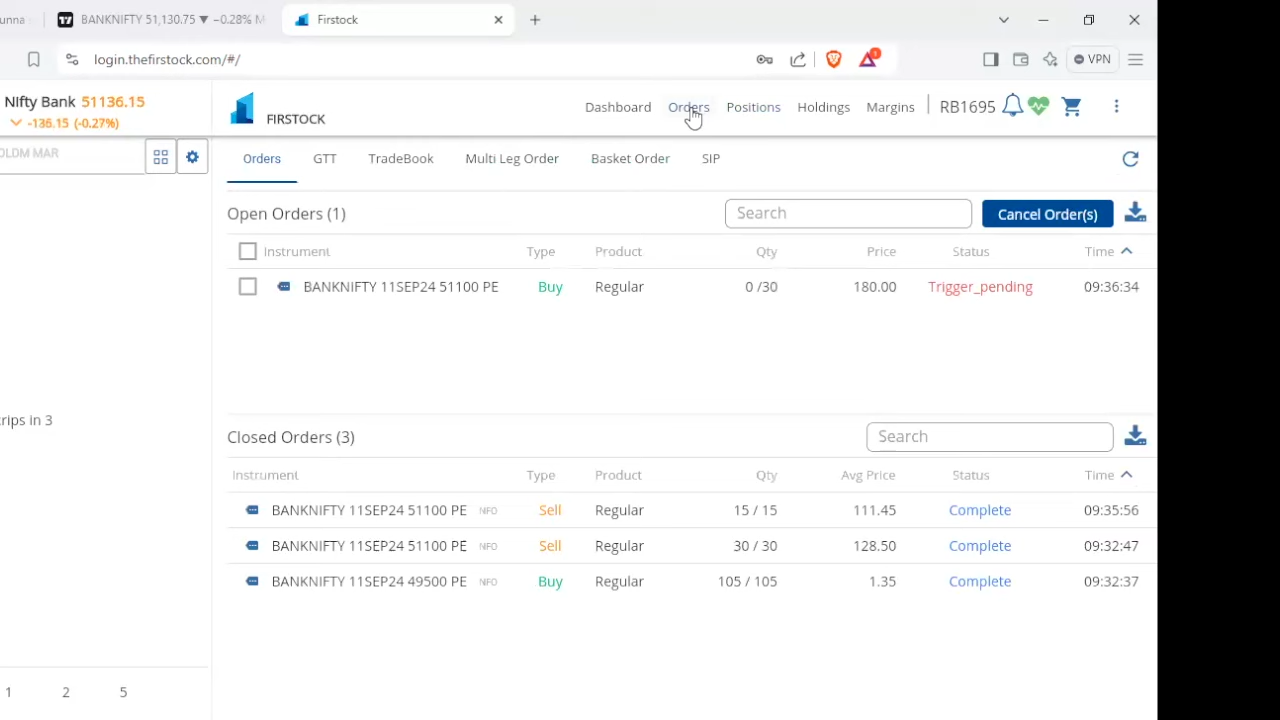 unna BANKNIFTY 51,130.75 ▼ −0.28% M Firstock
login.thefirstock.com/#/ VPN
Nifty Bank 51136.15
-136.15 (-0.27%)
FIRSTOCK
Dashboard Orders Positions Holdings Margins RB1695
OLDM MAR
Orders GTT TradeBook Multi Leg Order Basket Order SIP
Open Orders (1) Search Cancel Order(s)
Instrument Type Product Qty Price Status Time
BANKNIFTY 11SEP24 51100 PE Buy Regular 0 /30 180.00 Trigger_pending 09:36:34
crips in 3
Closed Orders (3) Search
Instrument Type Product Qty Avg Price Status Time
BANKNIFTY 11SEP24 51100 PE NFO Sell Regular 15 / 15 111.45 Complete 09:35:56
BANKNIFTY 11SEP24 51100 PE NFO Sell Regular 30 / 30 128.50 Complete 09:32:47
BANKNIFTY 11SEP24 49500 PE NFO Buy Regular 105 / 105 1.35 Complete 09:32:37
1 2 5